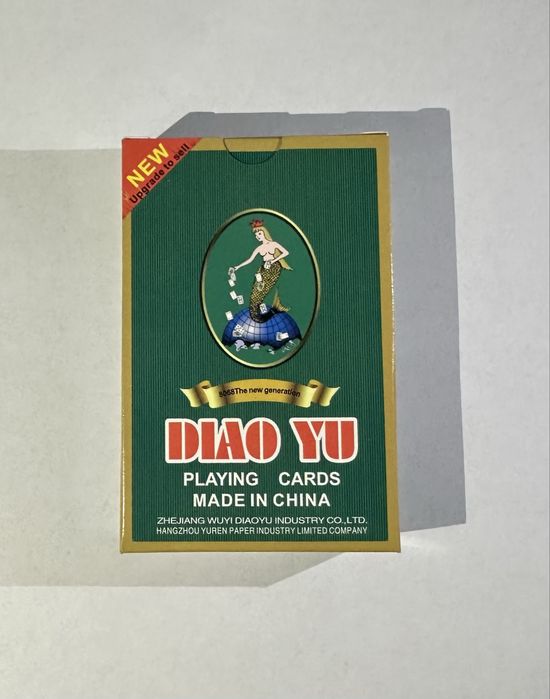 NEW
Upgrade to sell
8068The new generation
DIAO YU
PLAYING CARDS
MADE IN CHINA
ZHEJIANG WUYI DIAOYU INDUSTRY CO.,LTD.
HANGZHOU YUREN PAPER INDUSTRY LIMITED COMPANY